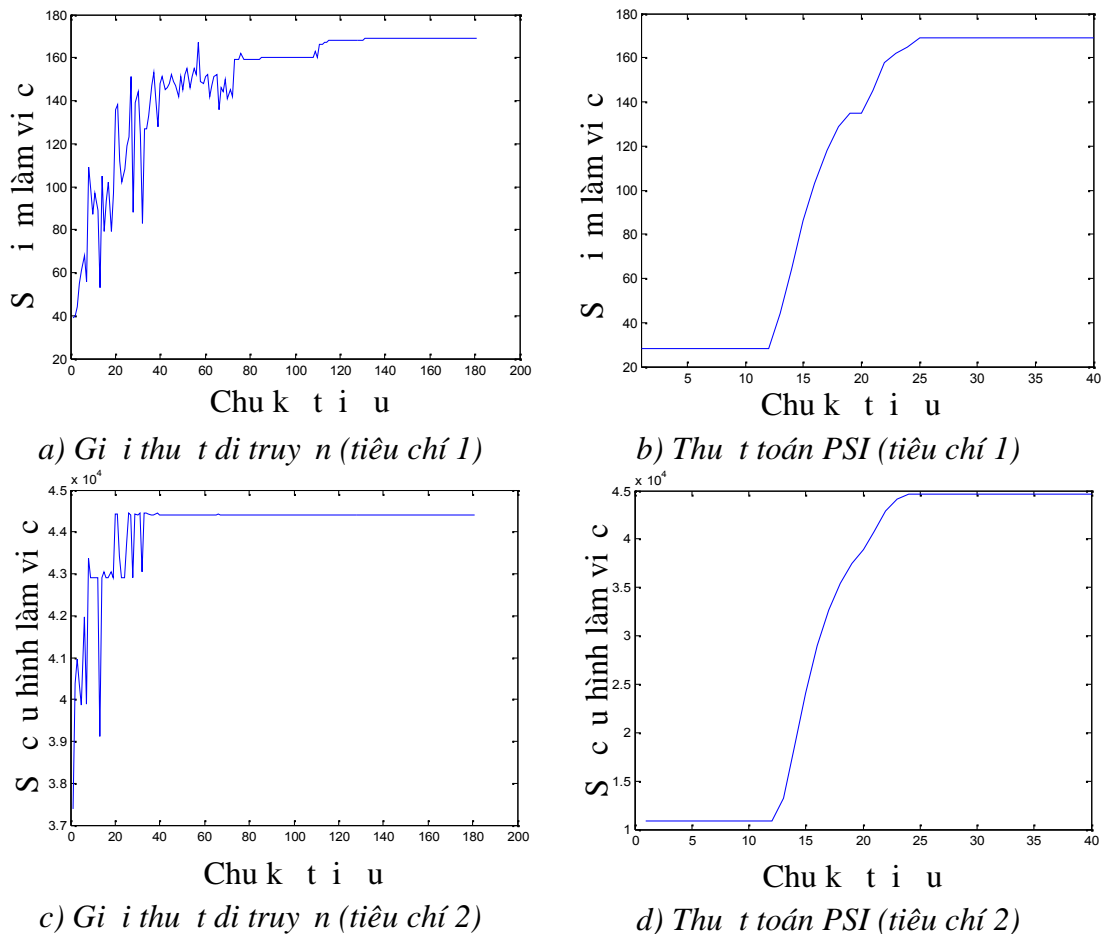 180
160
140
120
100
80
60
40
20
S i m làm vi c
0 20 40 60 80 100 120 140 160 180 200
Chu k t i u
a) Gi i thu t di truy n (tiêu chí 1)
180
160
140
120
100
80
60
40
20
S i m làm vi c
5 10 15 20 25 30 35 40
Chu k t i u
b) Thu t toán PSI (tiêu chí 1)
x 10⁴
4.5
4.4
4.3
4.2
4.1
4
3.9
3.8
3.7
S c u hình làm vi c
0 20 40 60 80 100 120 140 160 180 200
Chu k t i u
c) Gi i thu t di truy n (tiêu chí 2)
x 10⁴
4.5
4
3.5
3
2.5
2
1.5
1
S c u hình làm vi c
0 5 10 15 20 25 30 35 40
Chu k t i u
d) Thu t toán PSI (tiêu chí 2)